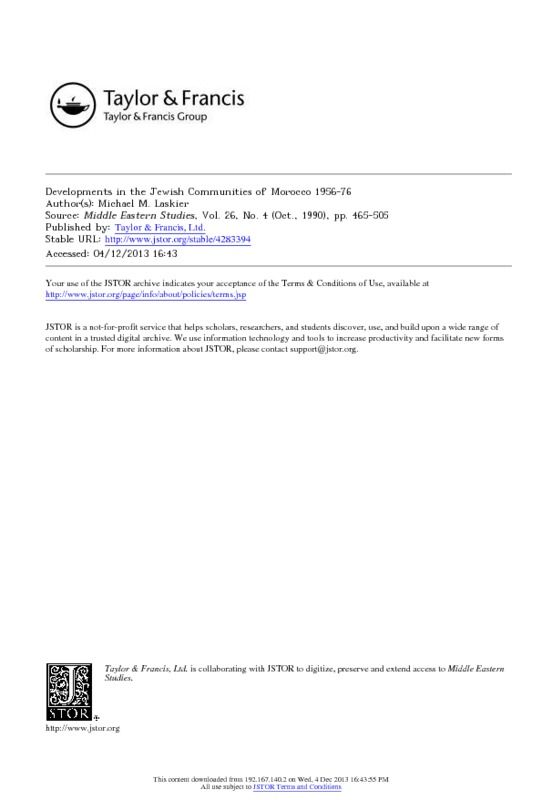 Taylor & Francis
Taylor & Francis Group
Developments in the Jewish Communities of Morocco 1956-76
Author(s): Michael M. Laskier
Source: Middle Eastern Studies, Vol. 26, No. 4 (Oct., 1990), pp. 465-505
Published by: Taylor & Francis, Ltd.
Stable URL: http://www.jstor.org/stable/4283394
Accessed: 04/12/2013 16:43
Your use of the JSTOR archive indicates your acceptance of the Terms & Conditions of Use, available at
http://www.jstor.org/page/info/about/policies/terms.jsp
JSTOR is a not-for-profit service that helps scholars, researchers, and students discover, use, and build upon a wide range of
content in a trusted digital archive. We use information technology and tools to increase productivity and facilitate new forms
of scholarship. For more information about JSTOR, please contact support@jstor.org.
JSTOR
Taylor & Francis, Ltd. is collaborating with JSTOR to digitize, preserve and extend access to Middle Eastern
Studies.
http://www.jstor.org
This content downloaded from 192.167.140.2 on Wed, 4 Dec 2013 16:43:55 PM
All use subject to JSTOR Terms and Conditions